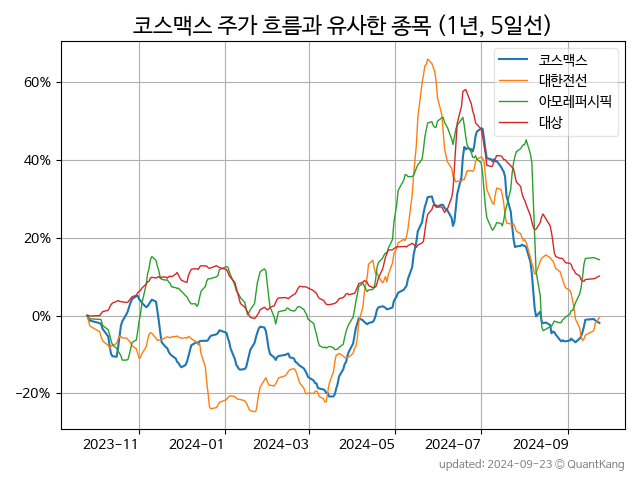 코스맥스 주가 흐름과 유사한 종목 (1년, 5일선)
코스맥스
대한전선
아모레퍼시픽
대상
60%
40%
20%
0%
−20%
2023−11
2024−01
2024−03
2024−05
2024−07
2024−09
updated: 2024-09-23 © QuantKang